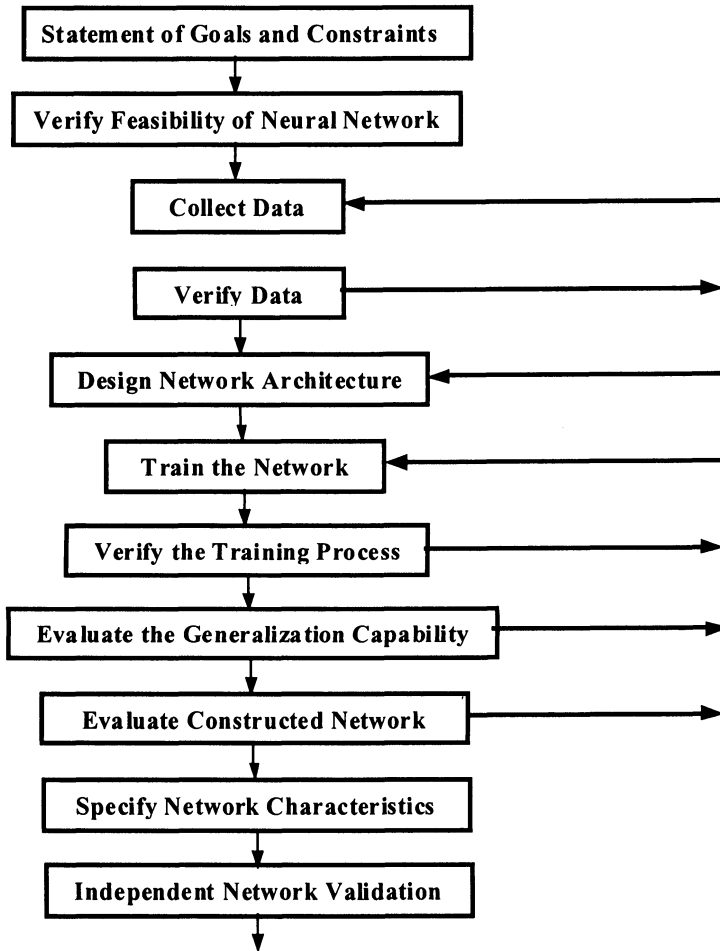 Statement of Goals and Constraints
Verify Feasibility of Neural Network
Collect Data
Verify Data
Design Network Architecture
Train the Network
Verify the Training Process
Evaluate the Generalization Capability
Evaluate Constructed Network
Specify Network Characteristics
Independent Network Validation